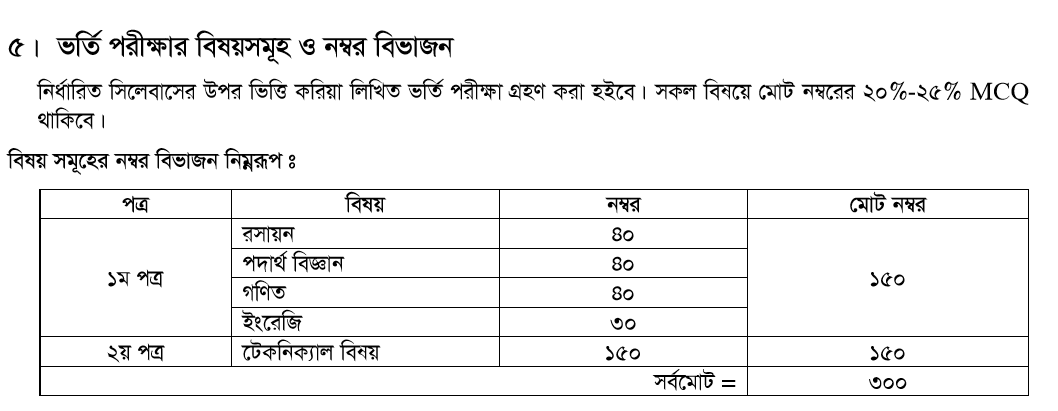 ৫। ভর্তি পরীক্ষার বিষয়সমূহ ও নম্বর বিভাজন
নির্ধারিত সিলেবাসের উপর ভিত্তি করিয়া লিখিত ভর্তি পরীক্ষা গ্রহণ করা হইবে। সকল বিষয়ে মোট নম্বরের ২০%-২৫% MCQ
থাকিবে।
বিষয় সমূহের নম্বর বিভাজন নিম্নরূপ ঃ
পত্র বিষয় নম্বর মোট নম্বর
১ম পত্র রসায়ন ৪০ ১৫০
পদার্থ বিজ্ঞান ৪০
গণিত ৪০
ইংরেজি ৩০
২য় পত্র টেকনিক্যাল বিষয় ১৫০ ১৫০
সর্বমোট = ৩০০